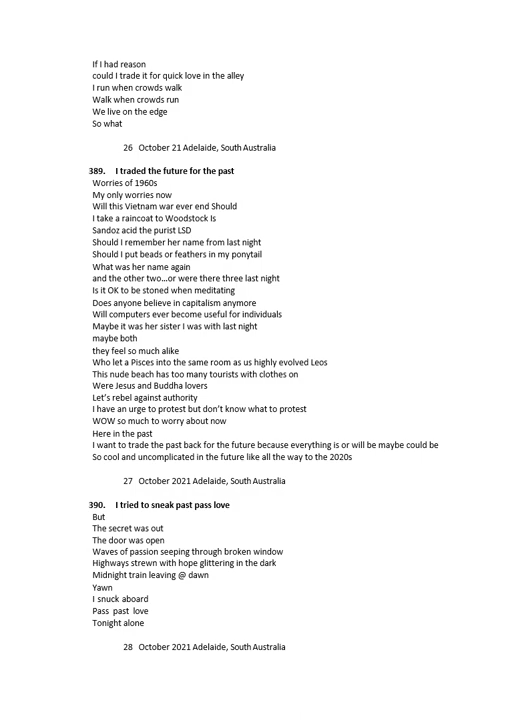 If I had reason
could I trade it for quick love in the alley
I run when crowds walk
Walk when crowds run
We live on the edge
So what
26 October 21 Adelaide, South Australia
389. I traded the future for the past
Worries of 1960s
My only worries now
Will this Vietnam war ever end Should
I take a raincoat to Woodstock Is
Sandoz acid the purist LSD
Should I remember her name from last night
Should I put beads or feathers in my ponytail
What was her name again
and the other two...or were there three last night
Is it OK to be stoned when meditating
Does anyone believe in capitalism anymore
Will computers ever become useful for individuals
Maybe it was her sister I was with last night
maybe both
they feel so much alike
Who let a Pisces into the same room as us highly evolved Leos
This nude beach has too many tourists with clothes on
Were Jesus and Buddha lovers
Let's rebel against authority
I have an urge to protest but don't know what to protest
WOW so much to worry about now
Here in the past
I want to trade the past back for the future because everything is or will be maybe could be
So cool and uncomplicated in the future like all the way to the 2020s
27 October 2021 Adelaide, South Australia
390. I tried to sneak past pass love
But
The secret was out
The door was open
Waves of passion seeping through broken window
Highways strewn with hope glittering in the dark
Midnight train leaving @ dawn
Yawn
I snuck aboard
Pass past love
Tonight alone
28 October 2021 Adelaide, South Australia